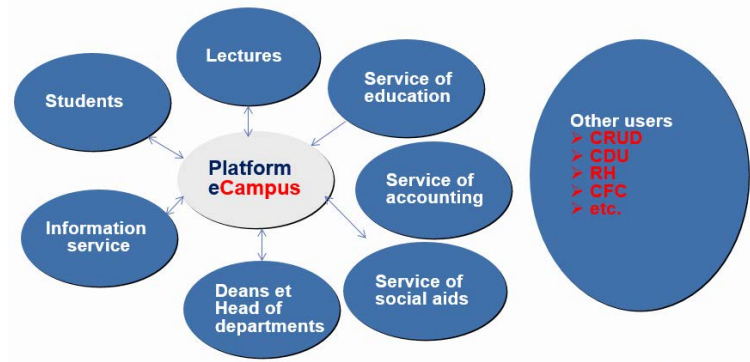 Lectures
Students
Service of
education
Platform
eCampus
Service of
accounting
Information
service
Deans et
Head of
departments
Service of
social aids
Other users
➢ CRUD
➢ CDU
➢ RH
➢ CFC
➢ etc.